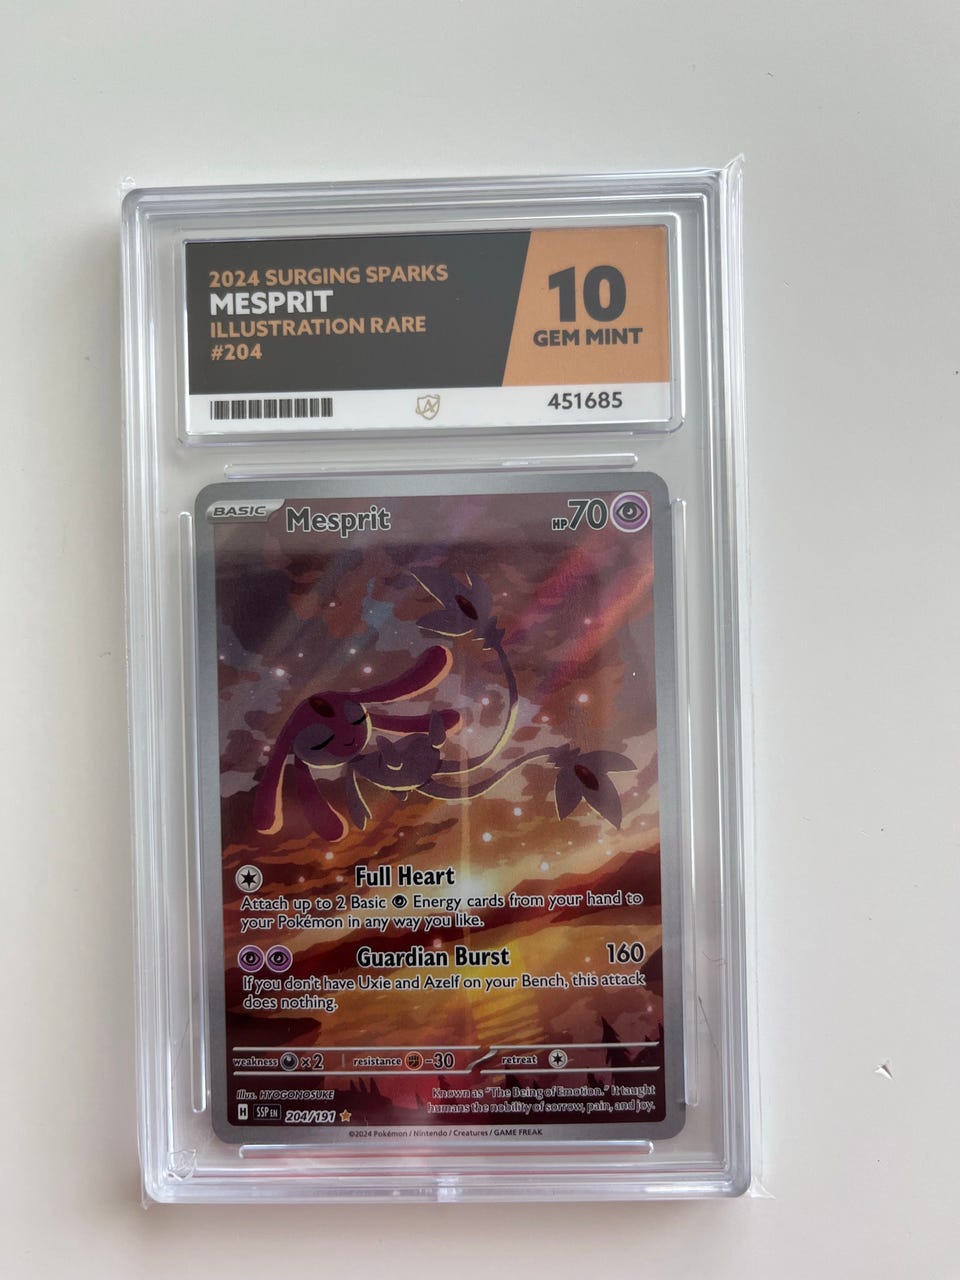 2024 SURGING SPARKS
MESPRIT
ILLUSTRATION RARE
#204
10
GEM MINT
451685
BASIC Mesprit HP70
Full Heart
Attach up to 2 Basic Energy cards from your hand to
your Pokémon in any way you like.
Guardian Burst 160
If you don't have Uxie and Azelf on your Bench, this attack
does nothing.
weakness ×2 resistance -30 retreat
Illus. HYOGONOSUKE
Known as "The Being of Emotion." It taught
humans the nobility of sorrow, pain, and joy.
H SSP EN 204/191
©2024 Pokémon / Nintendo / Creatures / GAME FREAK